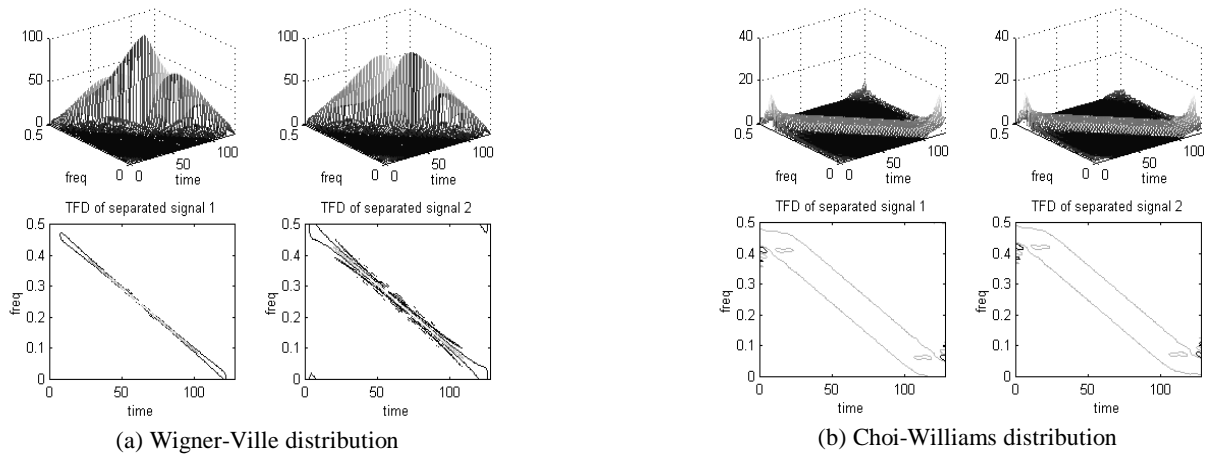 100
50
0
0.5
freq
0 0
50
100
time
100
50
0
0.5
freq
0 0
50
100
time
TFD of separated signal 1
0.5
0.4
0.3
0.2
0.1
0
freq
0 50 100
time
TFD of separated signal 2
0.5
0.4
0.3
0.2
0.1
0
freq
0 50 100
time
(a) Wigner-Ville distribution
40
20
0
0.5
freq
0 0
50
100
time
40
20
0
0.5
freq
0 0
50
100
time
TFD of separated signal 1
0.5
0.4
0.3
0.2
0.1
0
freq
0 50 100
time
TFD of separated signal 2
0.5
0.4
0.3
0.2
0.1
0
freq
0 50 100
time
(b) Choi-Williams distribution